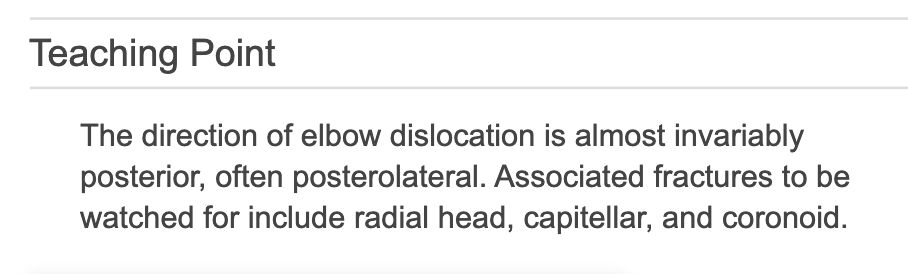 Teaching Point
The direction of elbow dislocation is almost invariably
posterior, often posterolateral. Associated fractures to be
watched for include radial head, capitellar, and coronoid.